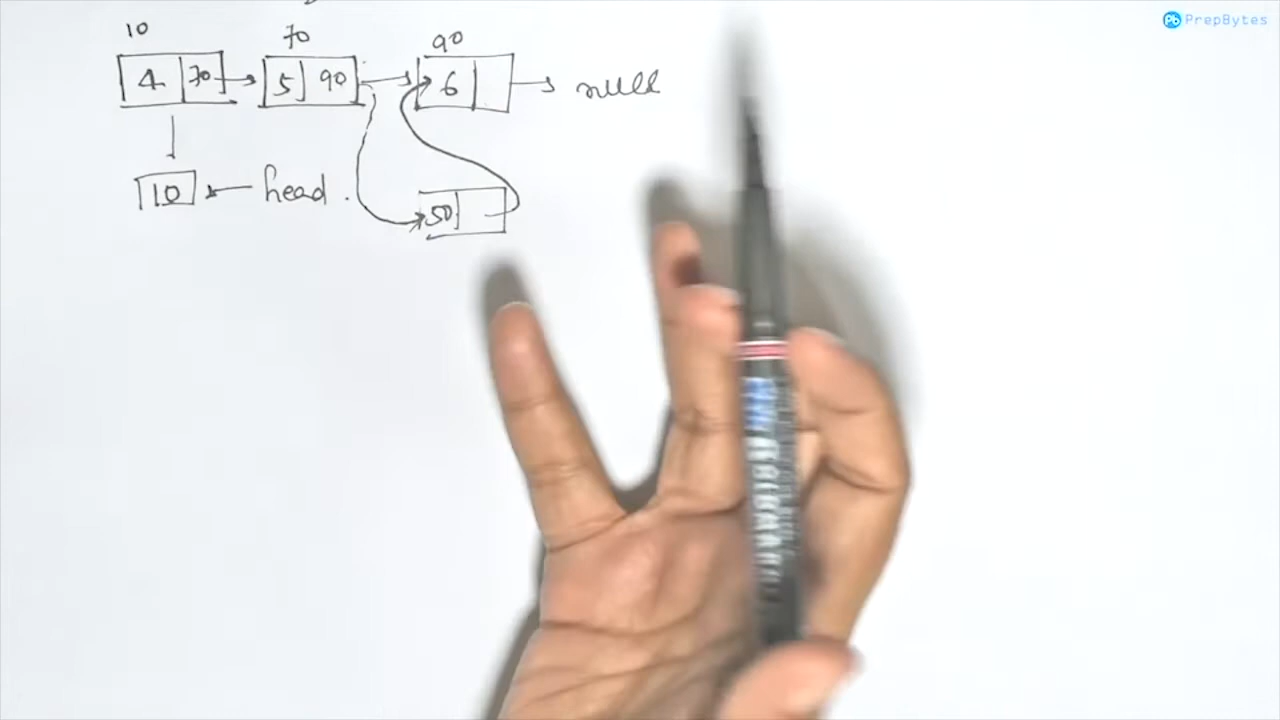 PrepBytes
10 70 90
4 70 5 90 6 null
10 head.
50